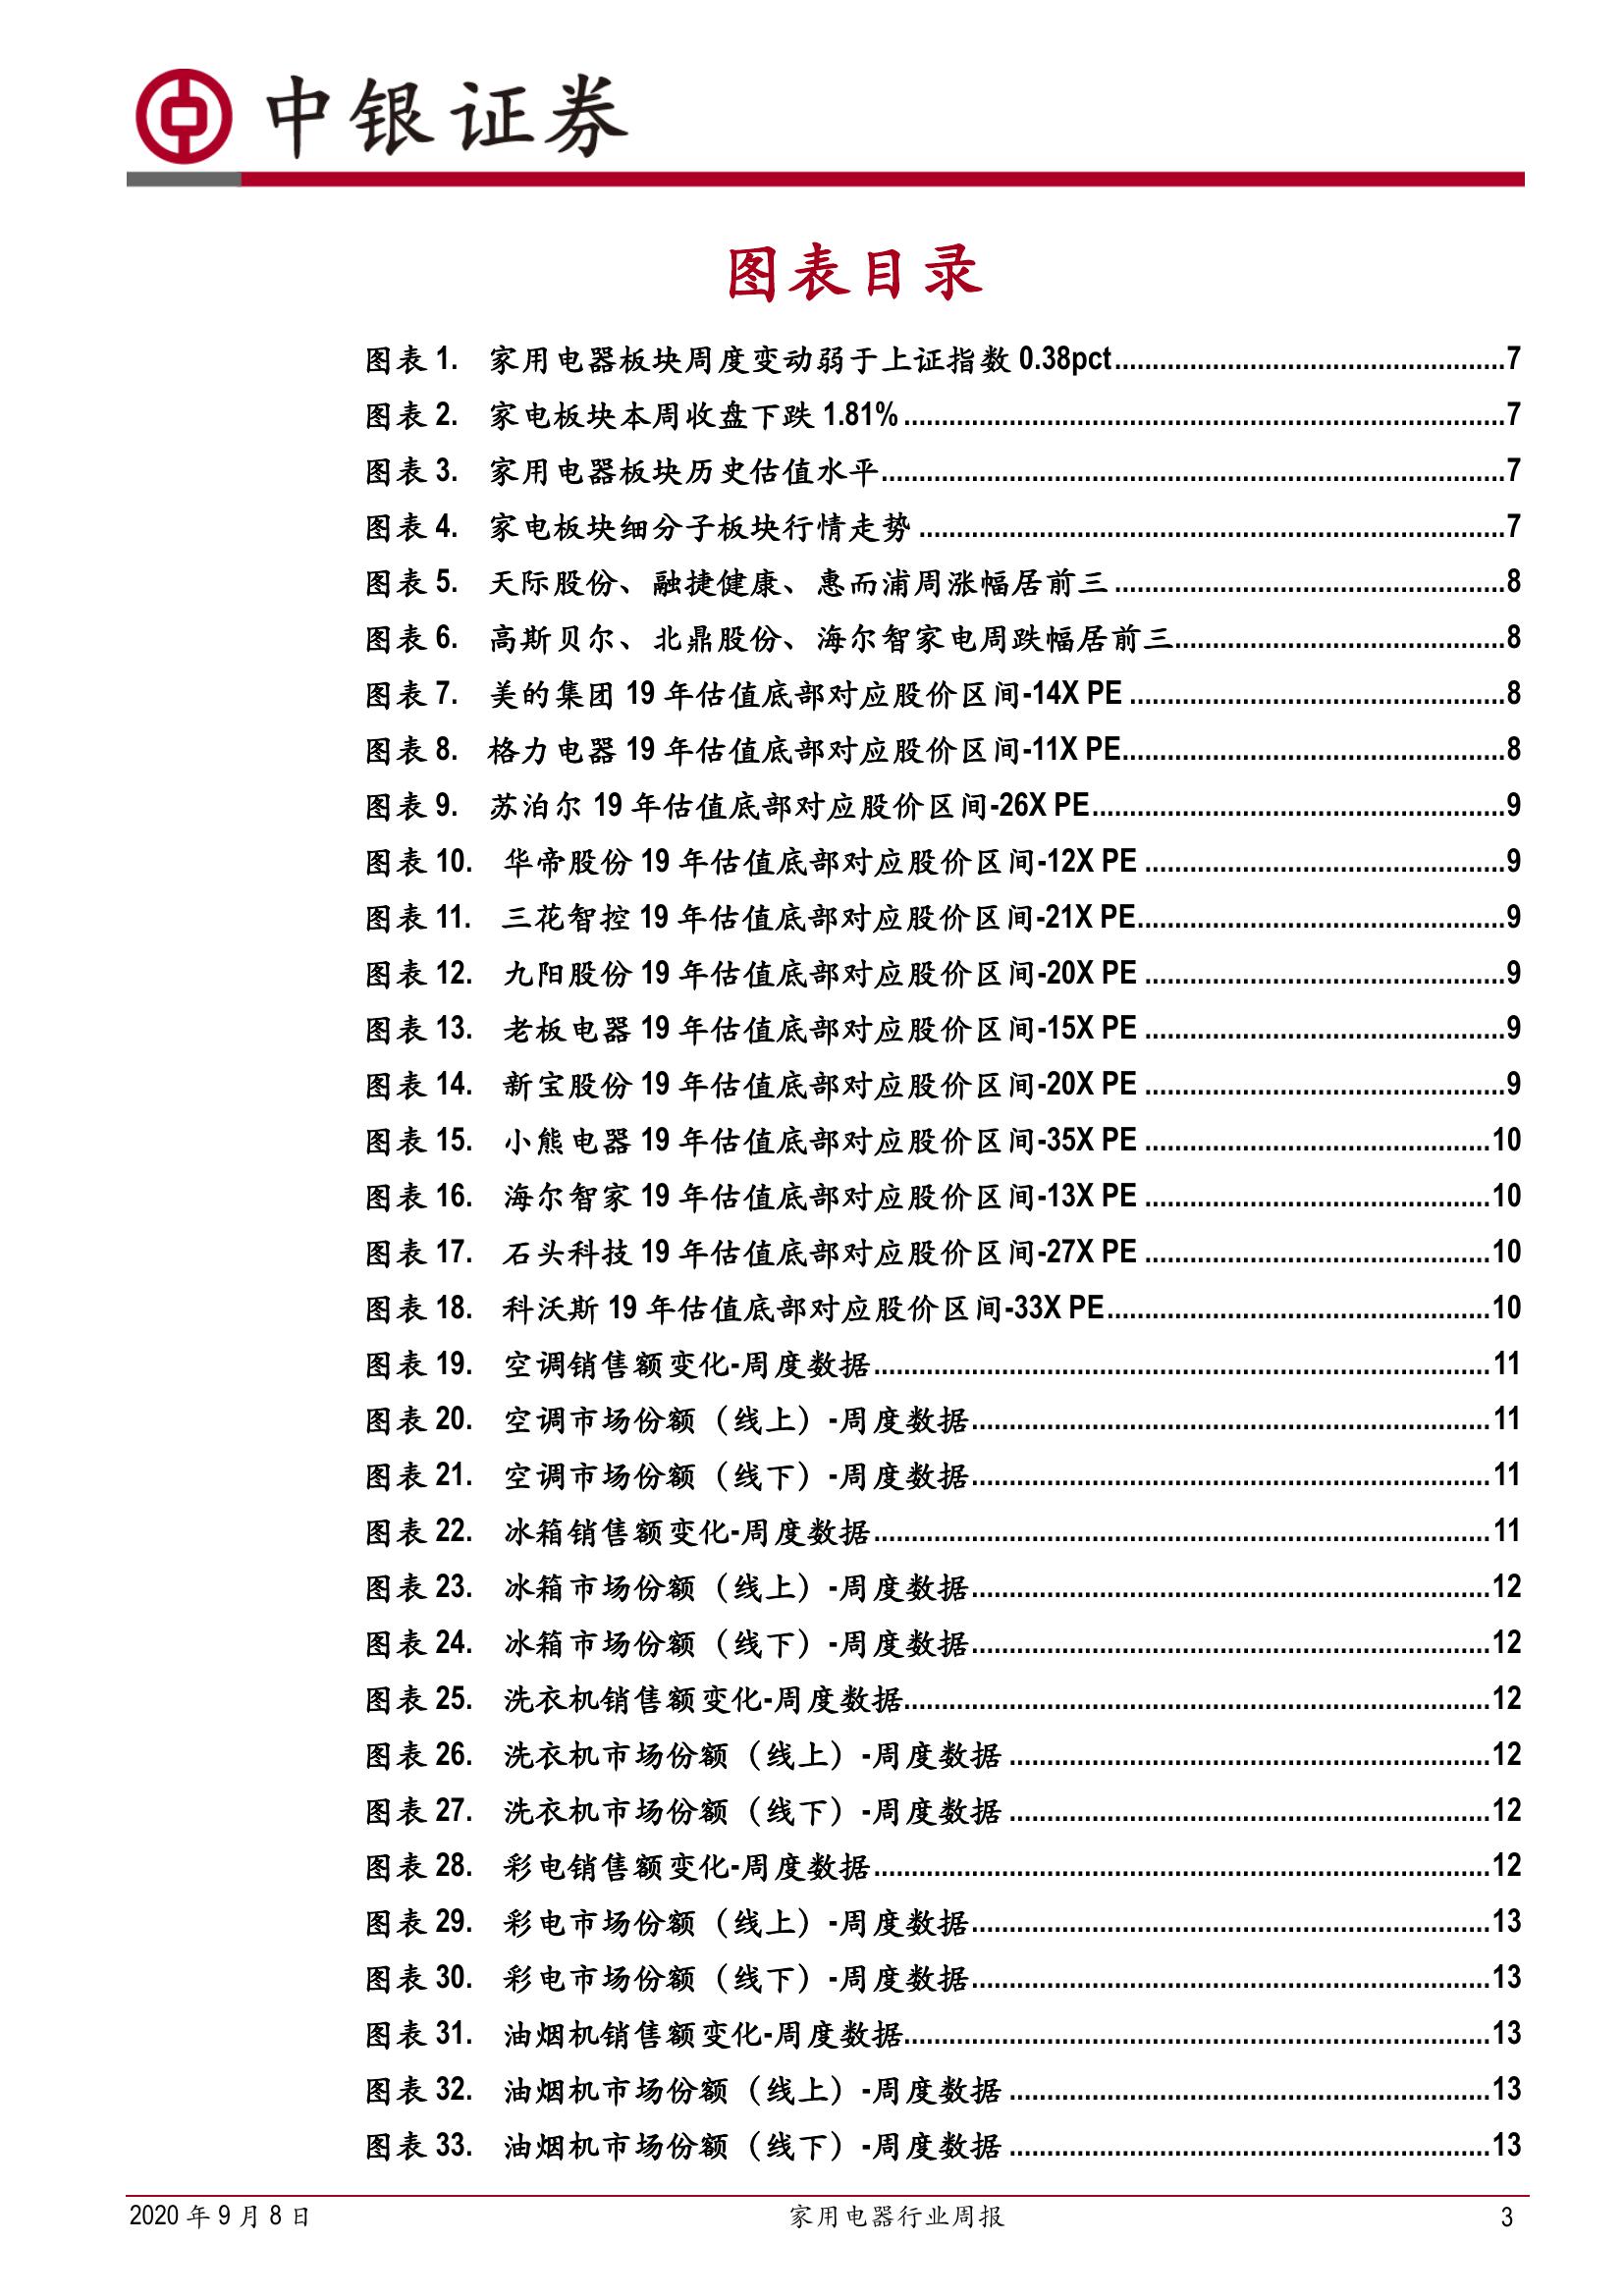 中银证券
图表目录
图表 1. 家用电器板块周度变动弱于上证指数 0.38pct....................................................7
图表 2. 家电板块本周收盘下跌 1.81%................................................................................7
图表 3. 家用电器板块历史估值水平...................................................................................7
图表 4. 家电板块细分子板块行情走势..............................................................................7
图表 5. 天际股份、融捷健康、惠而浦周涨幅居前三....................................................8
图表 6. 高斯贝尔、北鼎股份、海尔智家电周跌幅居前三............................................8
图表 7. 美的集团 19 年估值底部对应股价区间-14X PE..................................................8
图表 8. 格力电器 19 年估值底部对应股价区间-11X PE...................................................8
图表 9. 苏泊尔 19 年估值底部对应股价区间-26X PE.......................................................9
图表 10. 华帝股份 19 年估值底部对应股价区间-12X PE................................................9
图表 11. 三花智控 19 年估值底部对应股价区间-21X PE.................................................9
图表 12. 九阳股份 19 年估值底部对应股价区间-20X PE................................................9
图表 13. 老板电器 19 年估值底部对应股价区间-15X PE................................................9
图表 14. 新宝股份 19 年估值底部对应股价区间-20X PE................................................9
图表 15. 小熊电器 19 年估值底部对应股价区间-35X PE..............................................10
图表 16. 海尔智家 19 年估值底部对应股价区间-13X PE..............................................10
图表 17. 石头科技 19 年估值底部对应股价区间-27X PE..............................................10
图表 18. 科沃斯 19 年估值底部对应股价区间-33X PE...................................................10
图表 19. 空调销售额变化-周度数据..................................................................................11
图表 20. 空调市场份额（线上）-周度数据.....................................................................11
图表 21. 空调市场份额（线下）-周度数据.....................................................................11
图表 22. 冰箱销售额变化-周度数据..................................................................................11
图表 23. 冰箱市场份额（线上）-周度数据.....................................................................12
图表 24. 冰箱市场份额（线下）-周度数据.....................................................................12
图表 25. 洗衣机销售额变化-周度数据..............................................................................12
图表 26. 洗衣机市场份额（线上）-周度数据................................................................12
图表 27. 洗衣机市场份额（线下）-周度数据................................................................12
图表 28. 彩电销售额变化-周度数据..................................................................................12
图表 29. 彩电市场份额（线上）-周度数据.....................................................................13
图表 30. 彩电市场份额（线下）-周度数据.....................................................................13
图表 31. 油烟机销售额变化-周度数据..............................................................................13
图表 32. 油烟机市场份额（线上）-周度数据................................................................13
图表 33. 油烟机市场份额（线下）-周度数据................................................................13
2020 年 9 月 8 日 家用电器行业周报 3